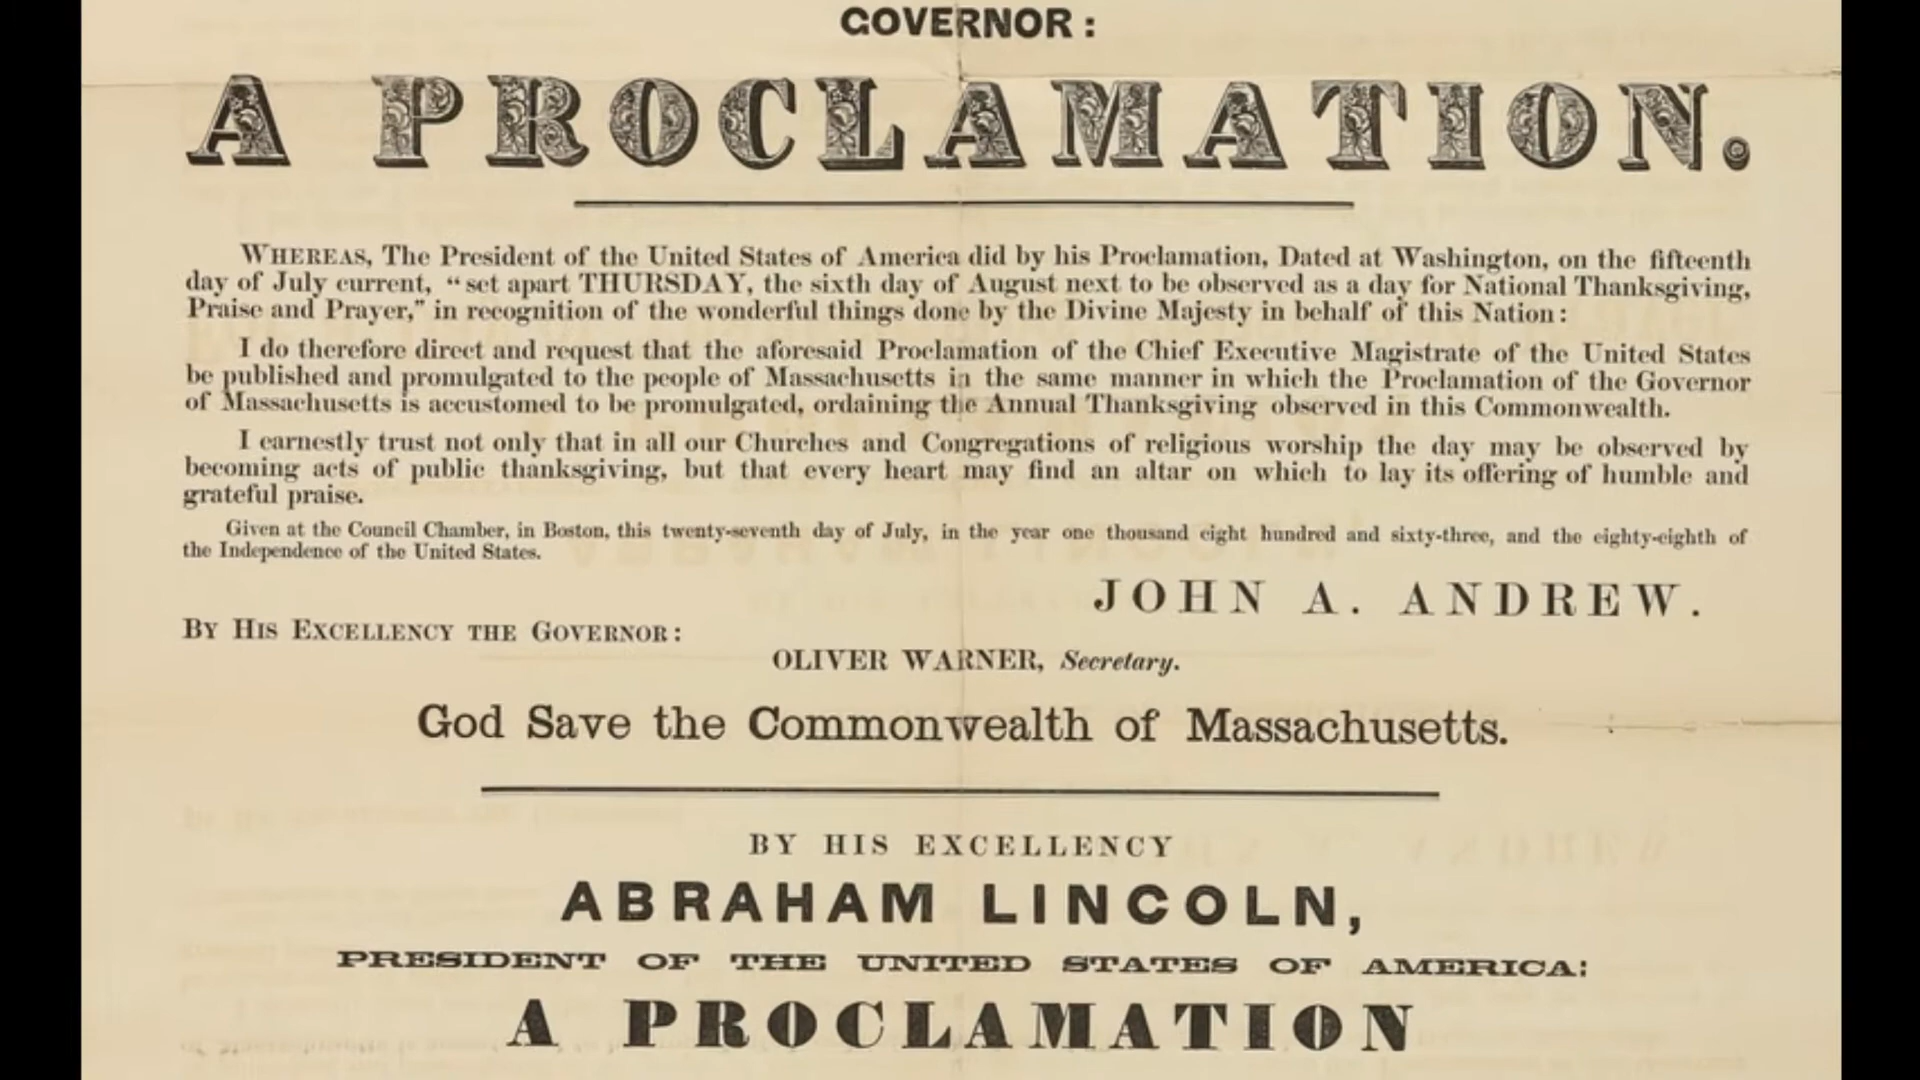 GOVERNOR:
A PROCLAMATION.
WHEREAS, The President of the United States of America did by his Proclamation, Dated at Washington, on the fifteenth
day of July current, "set apart THURSDAY, the sixth day of August next to be observed as a day for National Thanksgiving,
Praise and Prayer," in recognition of the wonderful things done by the Divine Majesty in behalf of this Nation:
I do therefore direct and request that the aforesaid Proclamation of the Chief Executive Magistrate of the United States
be published and promulgated to the people of Massachusetts in the same manner in which the Proclamation of the Governor
of Massachusetts is accustomed to be promulgated, ordaining the Annual Thanksgiving observed in this Commonwealth.
I earnestly trust not only that in all our Churches and Congregations of religious worship the day may be observed by
becoming acts of public thanksgiving, but that every heart may find an altar on which to lay its offering of humble and
grateful praise.
Given at the Council Chamber, in Boston, this twenty-seventh day of July, in the year one thousand eight hundred and sixty-three, and the eighty-eighth of
the Independence of the United States.
JOHN A. ANDREW.
BY HIS EXCELLENCY THE GOVERNOR:
OLIVER WARNER, Secretary.
God Save the Commonwealth of Massachusetts.
BY HIS EXCELLENCY
ABRAHAM LINCOLN,
PRESIDENT OF THE UNITED STATES OF AMERICA:
A PROCLAMATION